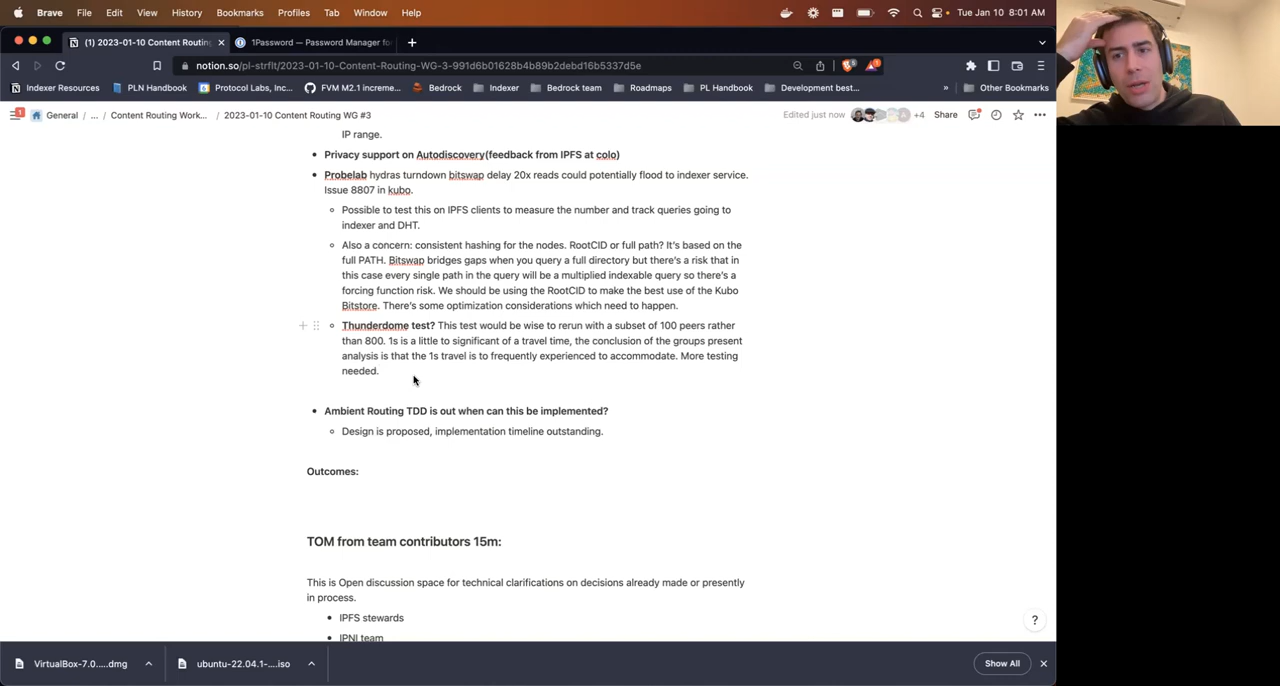 Brave File Edit View History Bookmarks Profiles Tab Window Help Tue Jan 10 8:01 AM
(1) 2023-01-10 Content Routing 1Password — Password Manager for
notion.so/pl-strflt/2023-01-10-Content-Routing-WG-3-991d6b01628b4b89b2debd16b5337d5e
Indexer Resources PLN Handbook Protocol Labs, Inc... FVM M2.1 increme... Bedrock Indexer Bedrock team Roadmaps PL Handbook Development best... » Other Bookmarks
General / ... / Content Routing Work... / 2023-01-10 Content Routing WG #3 Edited just now +4 Share
IP range.
• Privacy support on Autodiscovery(feedback from IPFS at colo)
• Probelab hydras turndown bitswap delay 20x reads could potentially flood to indexer service.
Issue 8807 in kubo.
Possible to test this on IPFS clients to measure the number and track queries going to
indexer and DHT.
Also a concern: consistent hashing for the nodes. RootCID or full path? It's based on the
full PATH. Bitswap bridges gaps when you query a full directory but there's a risk that in
this case every single path in the query will be a multiplied indexable query so there's a
forcing function risk. We should be using the RootCID to make the best use of the Kubo
Bitstore. There's some optimization considerations which need to happen.
Thunderdome test? This test would be wise to rerun with a subset of 100 peers rather
than 800. 1s is a little to significant of a travel time, the conclusion of the groups present
analysis is that the 1s travel is to frequently experienced to accommodate. More testing
needed.
• Ambient Routing TDD is out when can this be implemented?
Design is proposed, implementation timeline outstanding.
Outcomes:
TOM from team contributors 15m:
This is Open discussion space for technical clarifications on decisions already made or presently
in process.
• IPFS stewards
• IPNI team
?
VirtualBox-7.0.....dmg ubuntu-22.04.1-....iso Show All